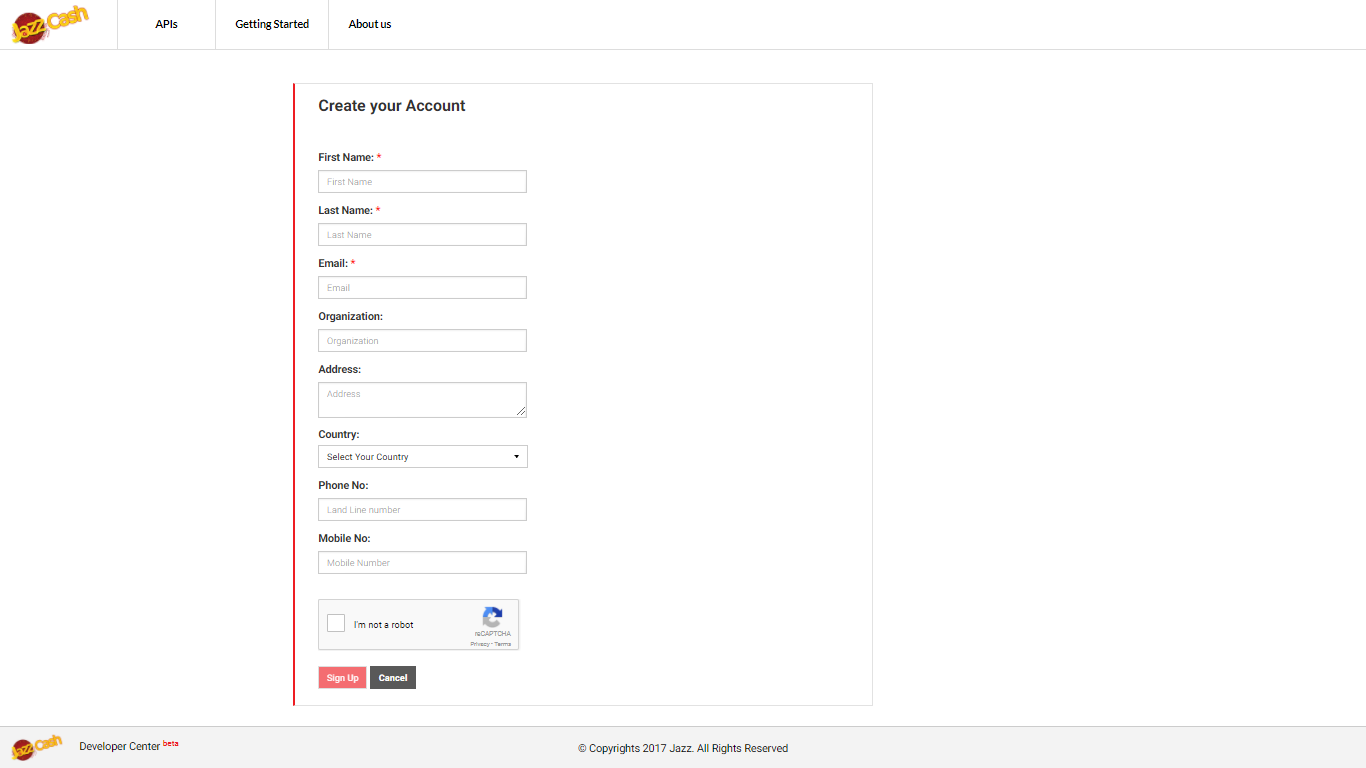 Jazz Cash
APIs
Getting Started
About us
Create your Account
First Name: *
First Name
Last Name: *
Last Name
Email: *
Email
Organization:
Organization
Address:
Address
Country:
Select Your Country
Phone No:
Land Line number
Mobile No:
Mobile Number
I'm not a robot
reCAPTCHA
Privacy - Terms
Sign Up
Cancel
Jazz Cash
Developer Center beta
© Copyrights 2017 Jazz. All Rights Reserved